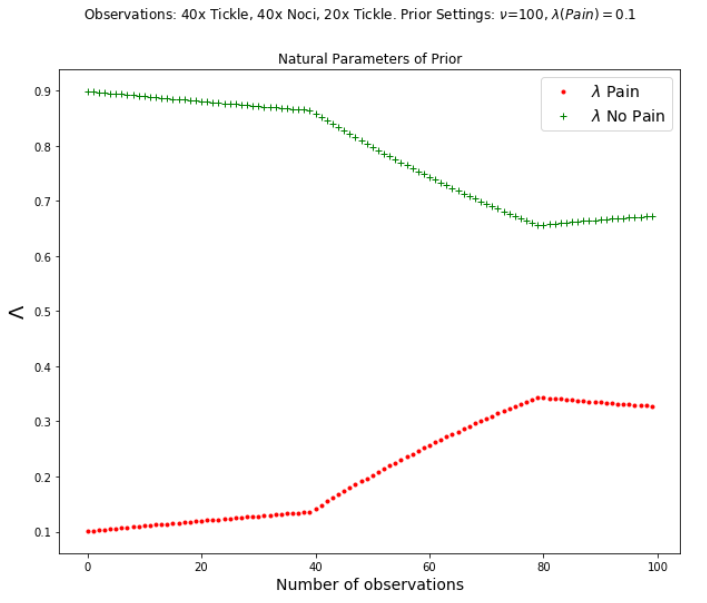 Observations: 40x Tickle, 40x Noci, 20x Tickle. Prior Settings: ν=100, λ(Pain) = 0.1
Natural Parameters of Prior
λ Pain
λ No Pain
0.9
0.8
0.7
0.6
0.5
0.4
0.3
0.2
0.1
Λ
0 20 40 60 80 100
Number of observations